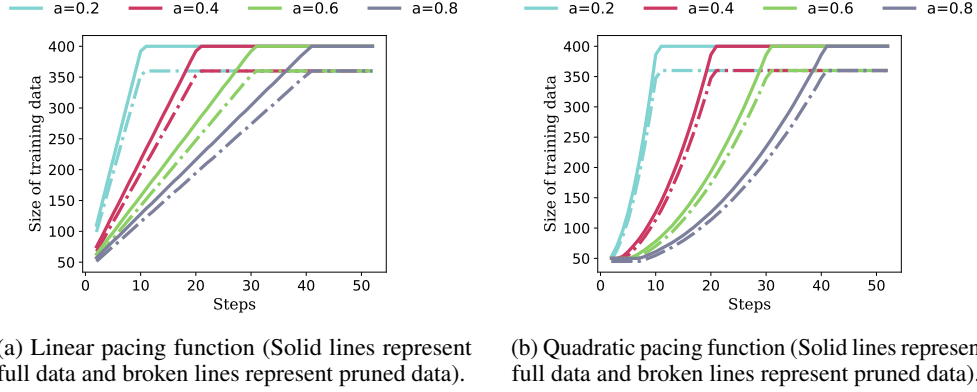 a=0.2 a=0.4 a=0.6 a=0.8
400
350
300
250
200
150
100
50
Size of training data
0 10 20 30 40 50
Steps
a=0.2 a=0.4 a=0.6 a=0.8
400
350
300
250
200
150
100
50
Size of training data
0 10 20 30 40 50
Steps
a) Linear pacing function (Solid lines represent
full data and broken lines represent pruned data).
(b) Quadratic pacing function (Solid lines represen
full data and broken lines represent pruned data).